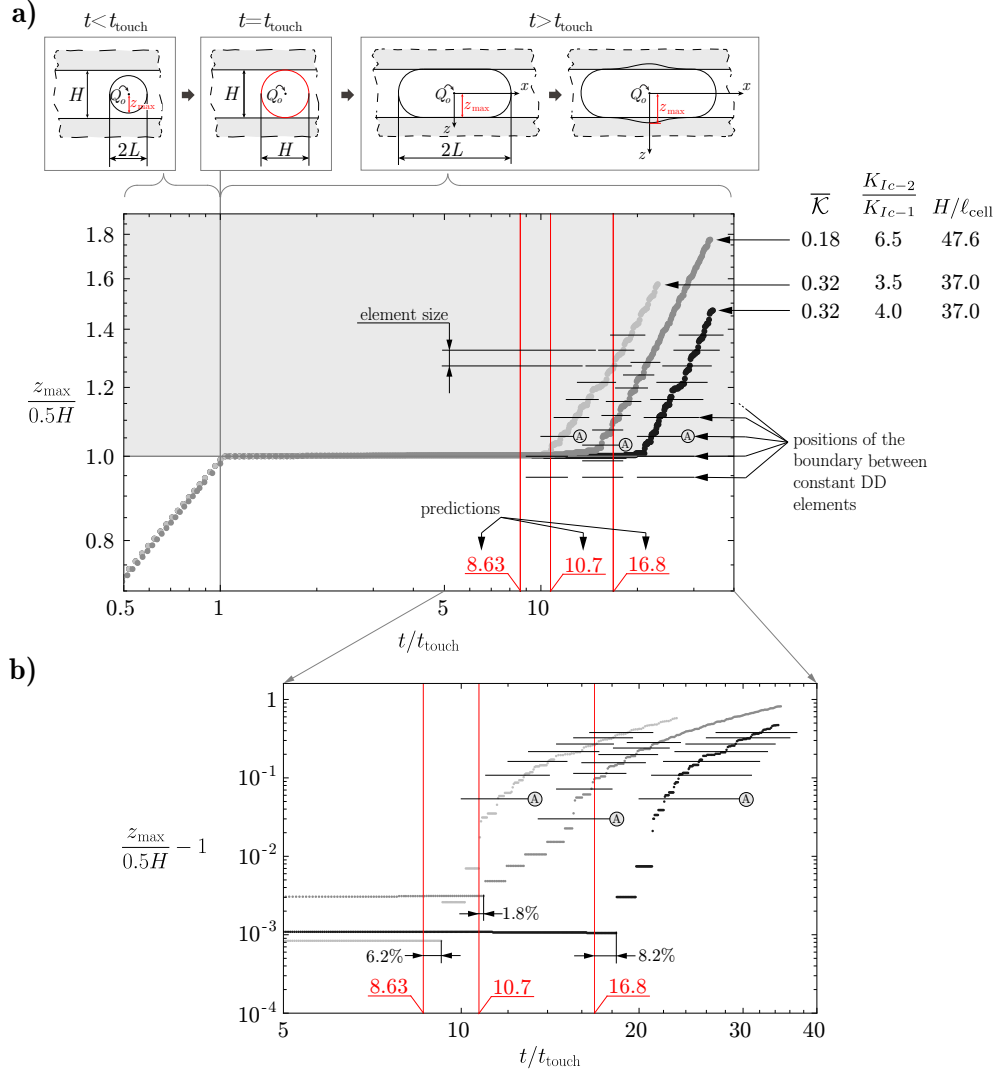 a)
t<t_touch
t=t_touch
t>t_touch
H
Q_o
z_max
2L
H
Q_o
H
Q_o
x
z_max
z
2L
Q_o
x
z_max
z
\overline{K}
K_{Ic-2}
K_{Ic-1}
H/ℓ_cell
0.18 6.5 47.6
0.32 3.5 37.0
0.32 4.0 37.0
1.8
1.6
1.4
1.2
1.0
0.8
z_max
0.5H
element size
A A A
positions of the
boundary between
constant DD
elements
predictions
8.63 10.7 16.8
0.5 1 5 10
t/t_touch
b)
1
10^{-1}
10^{-2}
10^{-3}
10^{-4}
z_max
0.5H
− 1
A
A
A
1.8%
6.2%
8.2%
8.63 10.7 16.8
5 10 20 30 40
t/t_touch